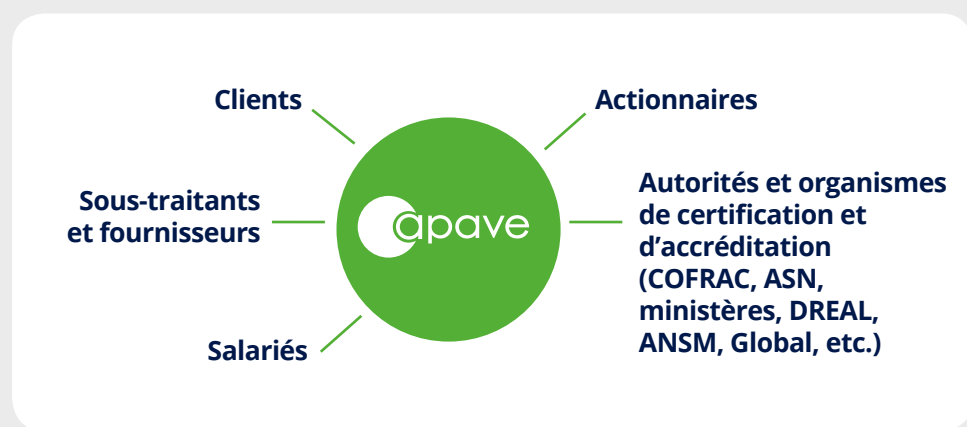 Clients
Actionnaires
Sous-traitants
et fournisseurs
apave
Autorités et organismes
de certification et
d’accréditation
(COFRAC, ASN,
ministères, DREAL,
ANSM, Global, etc.)
Salariés